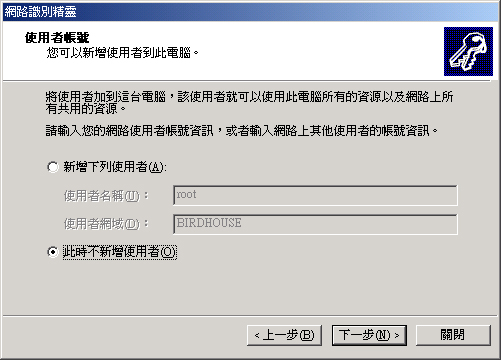 網路識別精靈
使用者帳號
您可以新增使用者到此電腦。
將使用者加到這台電腦，該使用者就可以使用此電腦所有的資源以及網路上所
有共用的資源。
請輸入您的網路使用者帳號資訊，或者輸入網路上其他使用者的帳號資訊。
新增下列使用者(A):
使用者名稱(U)： root
使用者網域(D)： BIRDHOUSE
此時不新增使用者(O)
<上一步(B) 下一步(N) > 關閉